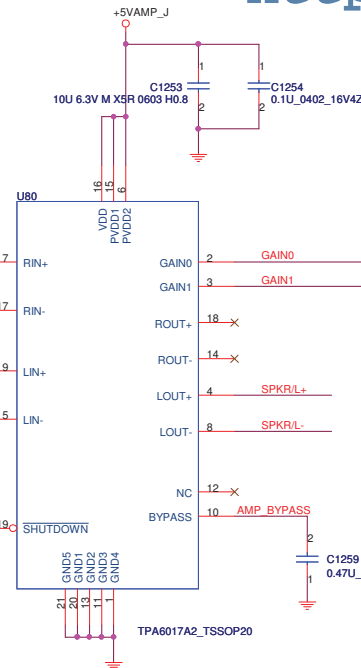 +5VAMP_J
1
1
C1253
C1254
10U 6.3V M X5R 0603 H0.8
0.1U_0402_16V4Z
2
2
16
15
6
U80
VDD
PVDD1
PVDD2
7
RIN+
GAIN0
2
GAIN0
GAIN1
3
GAIN1
17
RIN-
ROUT+
18
ROUT-
14
9
LIN+
LOUT+
4
SPKR/L+
5
LIN-
LOUT-
8
SPKR/L-
NC
12
BYPASS
10
AMP_BYPASS
19
SHUTDOWN
2
C1259
0.47U_
1
GND5
GND1
GND2
GND3
GND4
21
20
13
11
1
TPA6017A2_TSSOP20